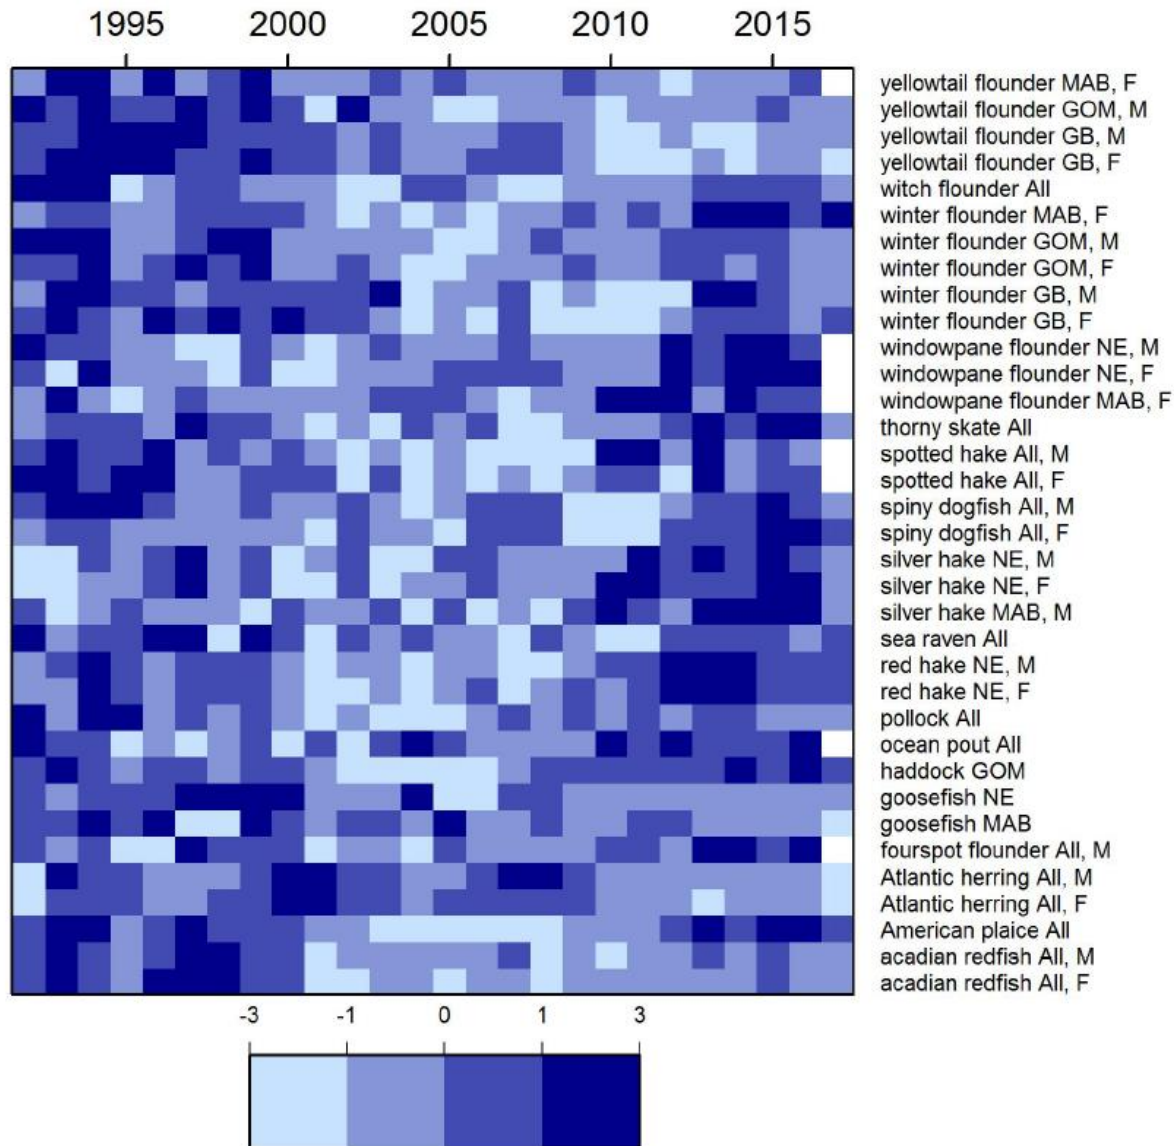 1995 2000 2005 2010 2015
yellowtail flounder MAB, F
yellowtail flounder GOM, M
yellowtail flounder GB, M
yellowtail flounder GB, F
witch flounder All
winter flounder MAB, F
winter flounder GOM, M
winter flounder GOM, F
winter flounder GB, M
winter flounder GB, F
windowpane flounder NE, M
windowpane flounder NE, F
windowpane flounder MAB, F
thorny skate All
spotted hake All, M
spotted hake All, F
spiny dogfish All, M
spiny dogfish All, F
silver hake NE, M
silver hake NE, F
silver hake MAB, M
sea raven All
red hake NE, M
red hake NE, F
pollock All
ocean pout All
haddock GOM
goosefish NE
goosefish MAB
fourspot flounder All, M
Atlantic herring All, M
Atlantic herring All, F
American plaice All
acadian redfish All, M
acadian redfish All, F
-3 -1 0 1 3